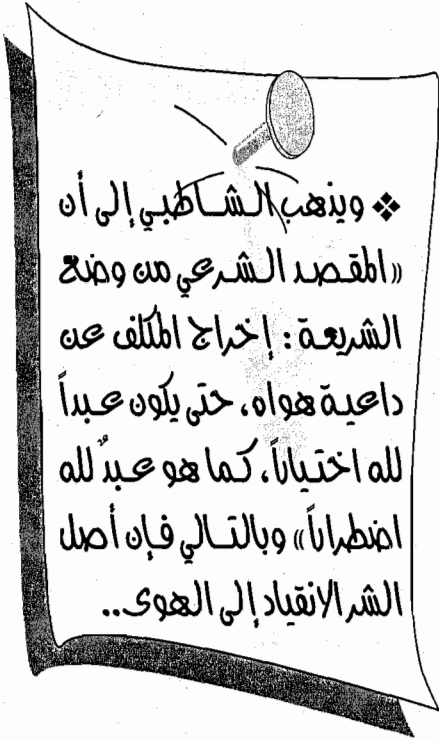 ❖ ويذهب الشاطبي إلى أن
«المقصد الشرعي من وضع
الشريعة: إخراج المكلف عن
داعية هواه، حتى يكون عبداً
لله اختياراً، كما هو عبدٌ لله
اضطراراً» وبالتالي فإن أصل
الشر الانقياد إلى الهوى..